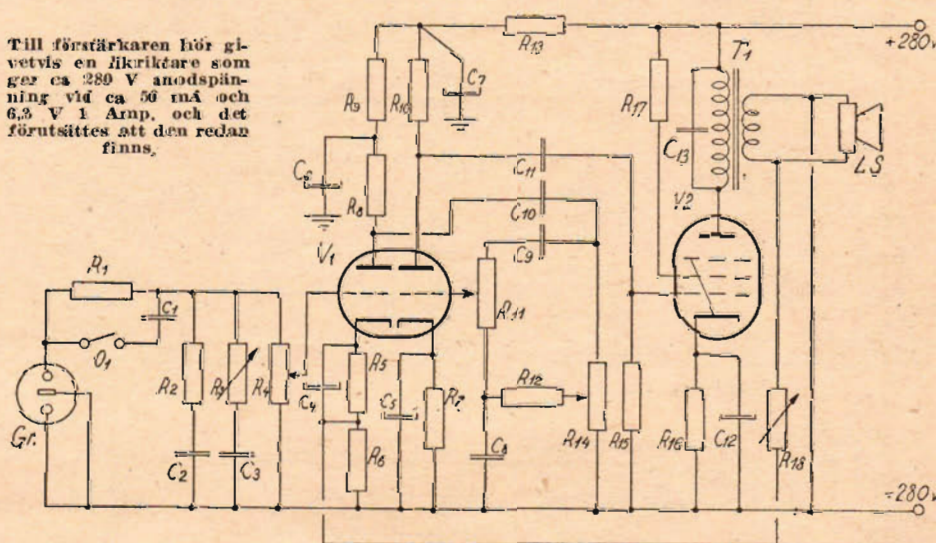 Till förstärkaren hör gi-
vetvis en likriktare som
ger ca 280 V anodspän-
ning vid ca 50 mA och
6,3 V 1 Amp. och det
förutsättes att den redan
finns.
R13
+280V
T1
C7
R9
R10
R17
C13
LS
C11
C6
R8
C10
V2
V1
C9
R1
C1
R11
O1
R2
R3
R4
C4
R5
C5
R7
R12
Gr.
R14
R15
R16
C12
R18
C2
C3
R6
C8
-280V